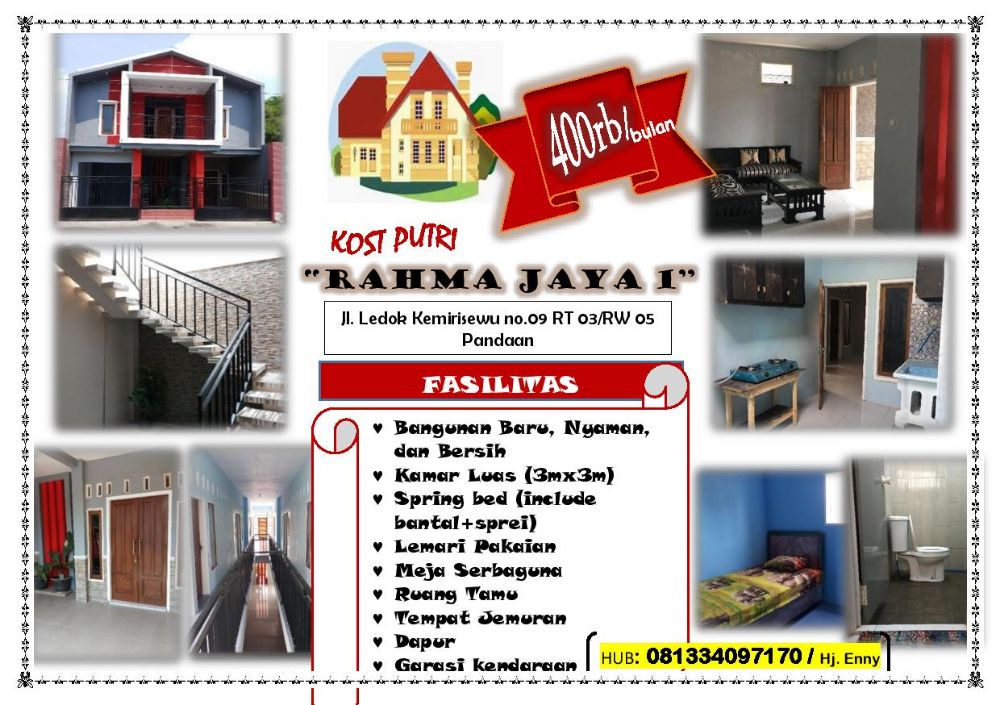 400rb/bulan
KOST PUTRI
"RAHMA JAYA 1"
Jl. Ledok Kemirisewu no.09 RT 03/RW 05
Pandaan
FASILITAS
♥ Bangunan Baru, Nyaman,
dan Bersih
♥ Kamar Luas (3mx3m)
♥ Spring bed (include
bantal+sprei)
♥ Lemari Pakaian
♥ Meja Serbaguna
♥ Ruang Tamu
♥ Tempat Jemuran
♥ Dapur
♥ Garasi kendaraan
HUB: 081334097170 / Hj. Enny